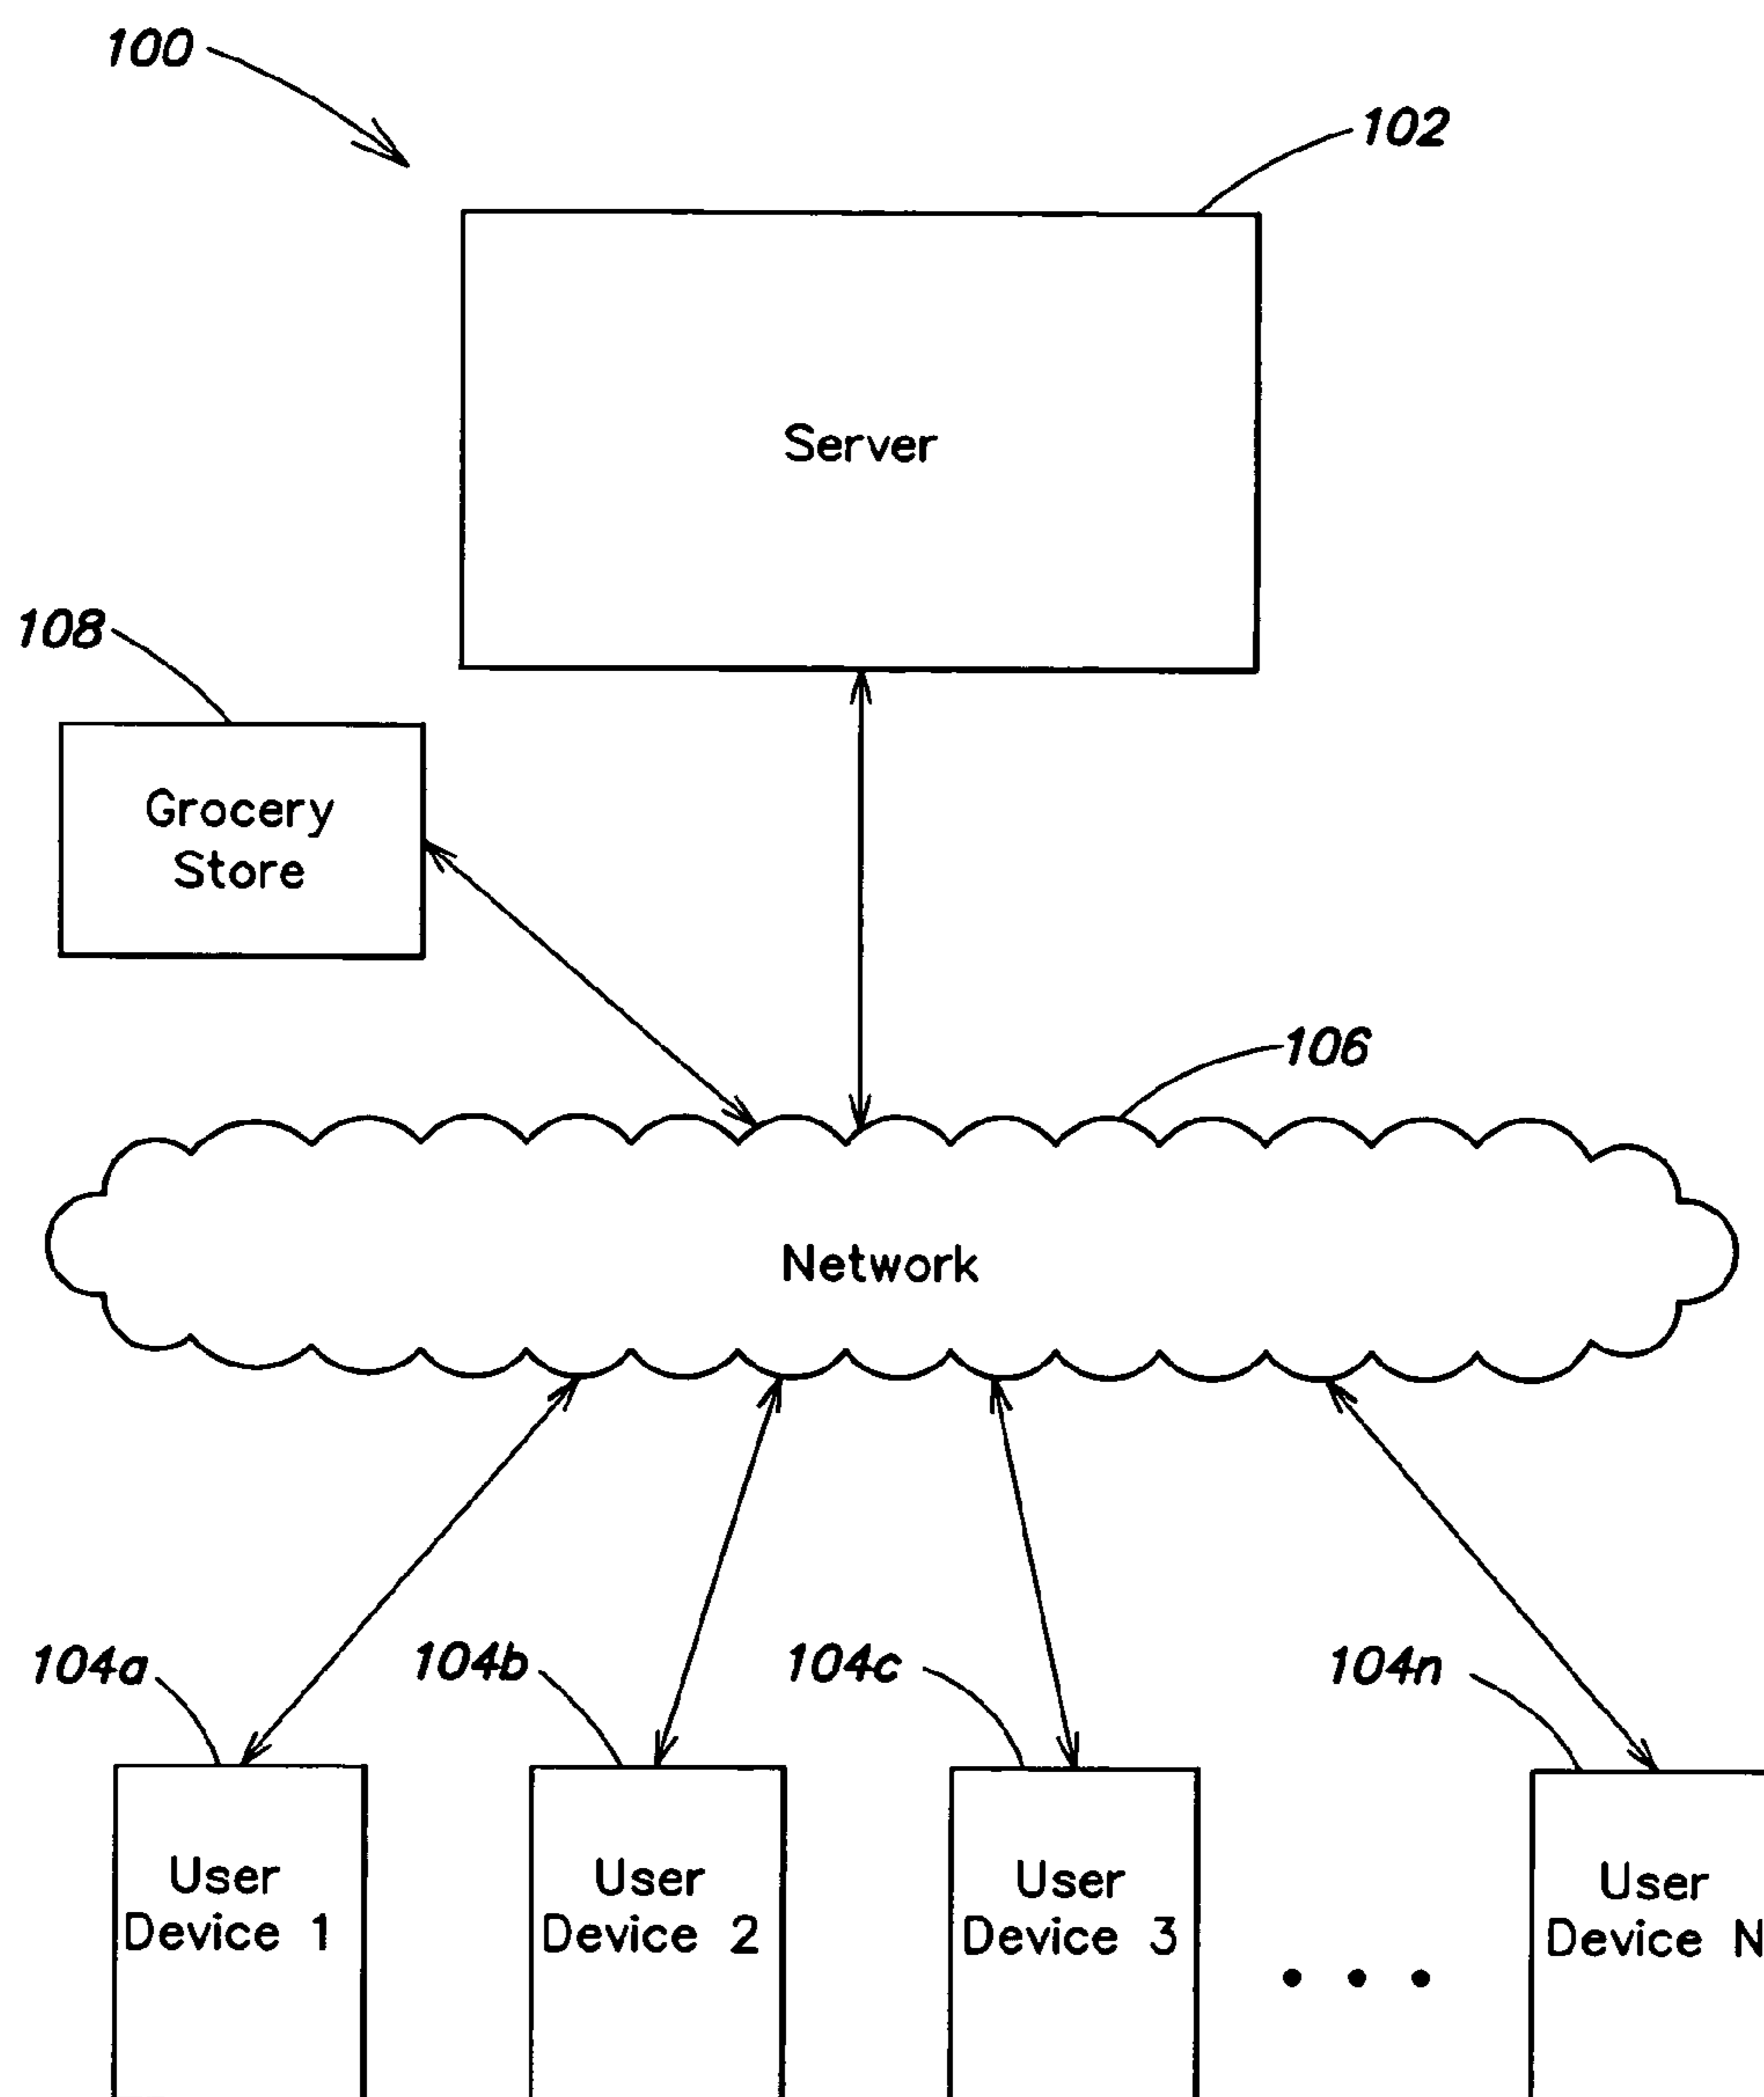 100
102
Server
108
Grocery
Store
106
Network
104a
104b
104c
104n
User
Device 1
User
Device 2
User
Device 3
User
Device N